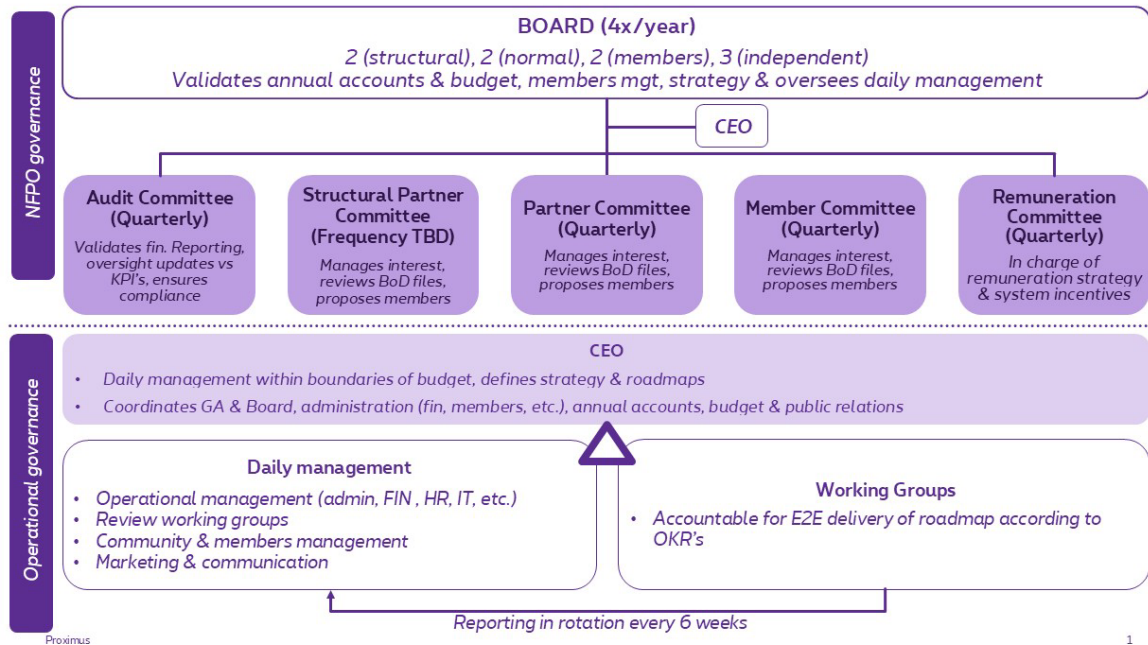 NFPO governance
BOARD (4x/year)
2 (structural), 2 (normal), 2 (members), 3 (independent)
Validates annual accounts & budget, members mgt, strategy & oversees daily management
CEO
Audit Committee
(Quarterly)
Validates fin. Reporting,
oversight updates vs
KPI's, ensures
compliance
Structural Partner
Committee
(Frequency TBD)
Manages interest,
reviews BoD files,
proposes members
Partner Committee
(Quarterly)
Manages interest,
reviews BoD files,
proposes members
Member Committee
(Quarterly)
Manages interest,
reviews BoD files,
proposes members
Remuneration
Committee
(Quarterly)
In charge of
remuneration strategy
& system incentives
Operational governance
CEO
• Daily management within boundaries of budget, defines strategy & roadmaps
• Coordinates GA & Board, administration (fin, members, etc.), annual accounts, budget & public relations
Daily management
• Operational management (admin, FIN , HR, IT, etc.)
• Review working groups
• Community & members management
• Marketing & communication
Working Groups
• Accountable for E2E delivery of roadmap according to
OKR's
Reporting in rotation every 6 weeks
Proximus
1